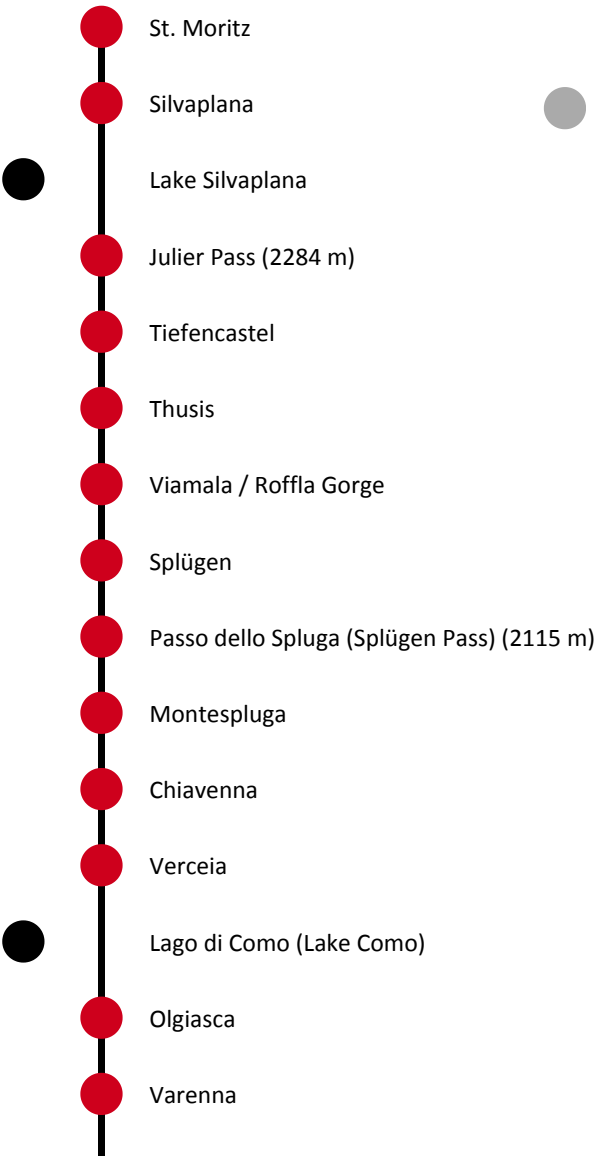 St. Moritz
Silvaplana
Lake Silvaplana
Julier Pass (2284 m)
Tiefencastel
Thusis
Viamala / Roffla Gorge
Splügen
Passo dello Spluga (Splügen Pass) (2115 m)
Montespluga
Chiavenna
Verceia
Lago di Como (Lake Como)
Olgiasca
Varenna